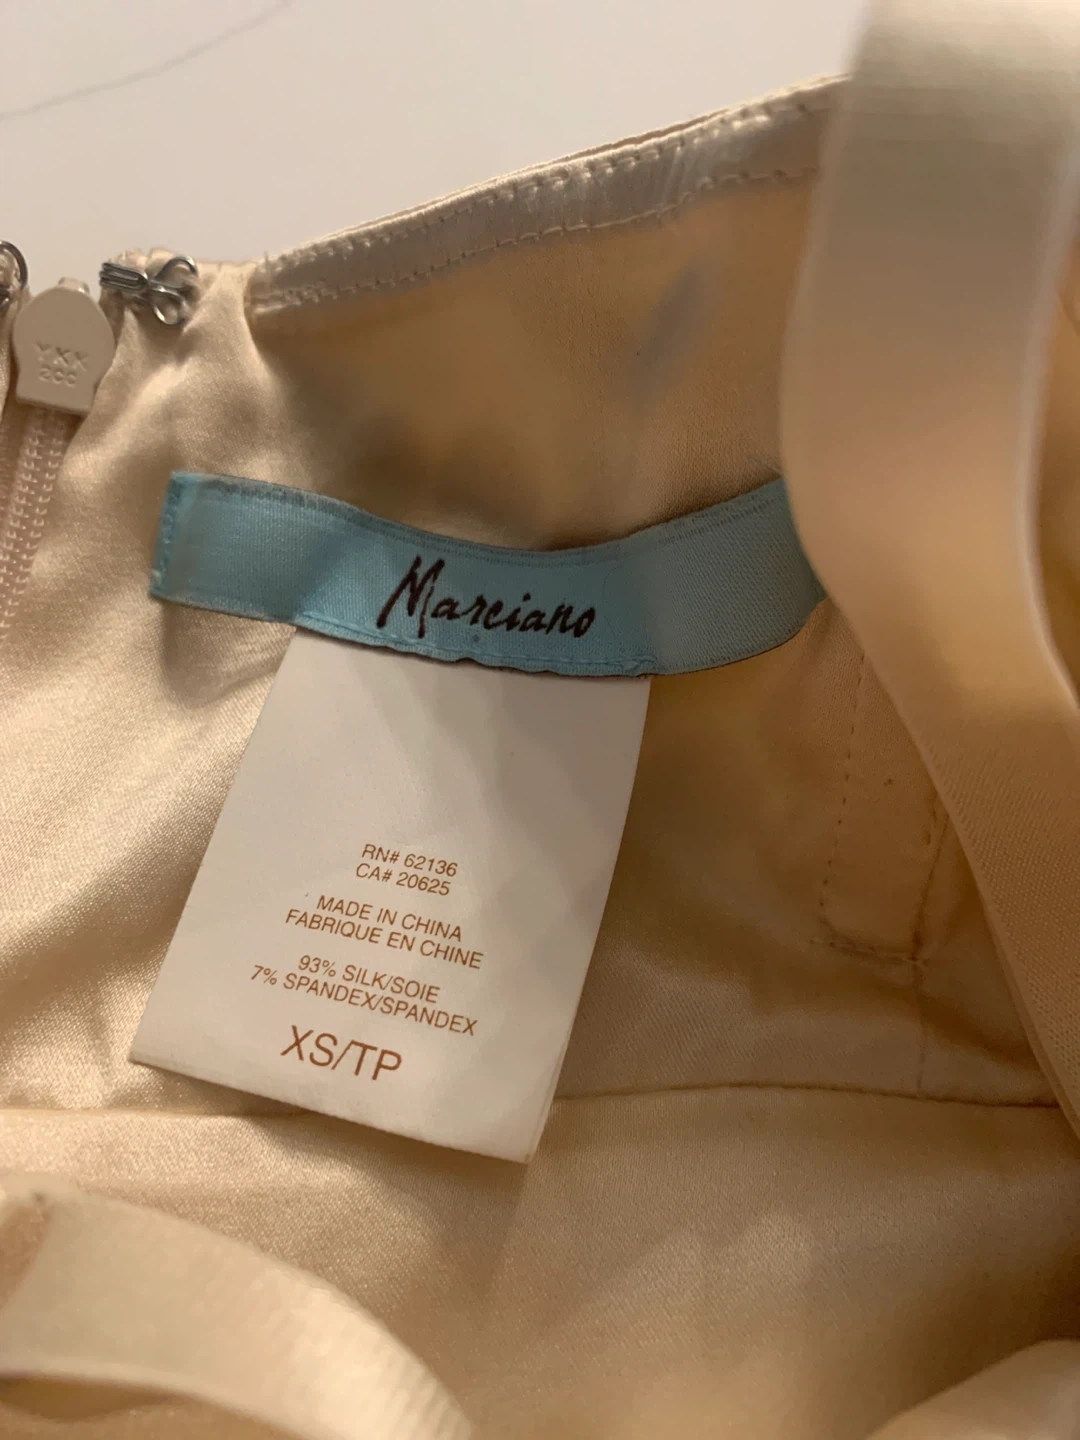 YKK
Marciano
RN# 62136
CA# 20625
MADE IN CHINA
FABRIQUE EN CHINE
93% SILK/SOIE
7% SPANDEX/SPANDEX
XS/TP